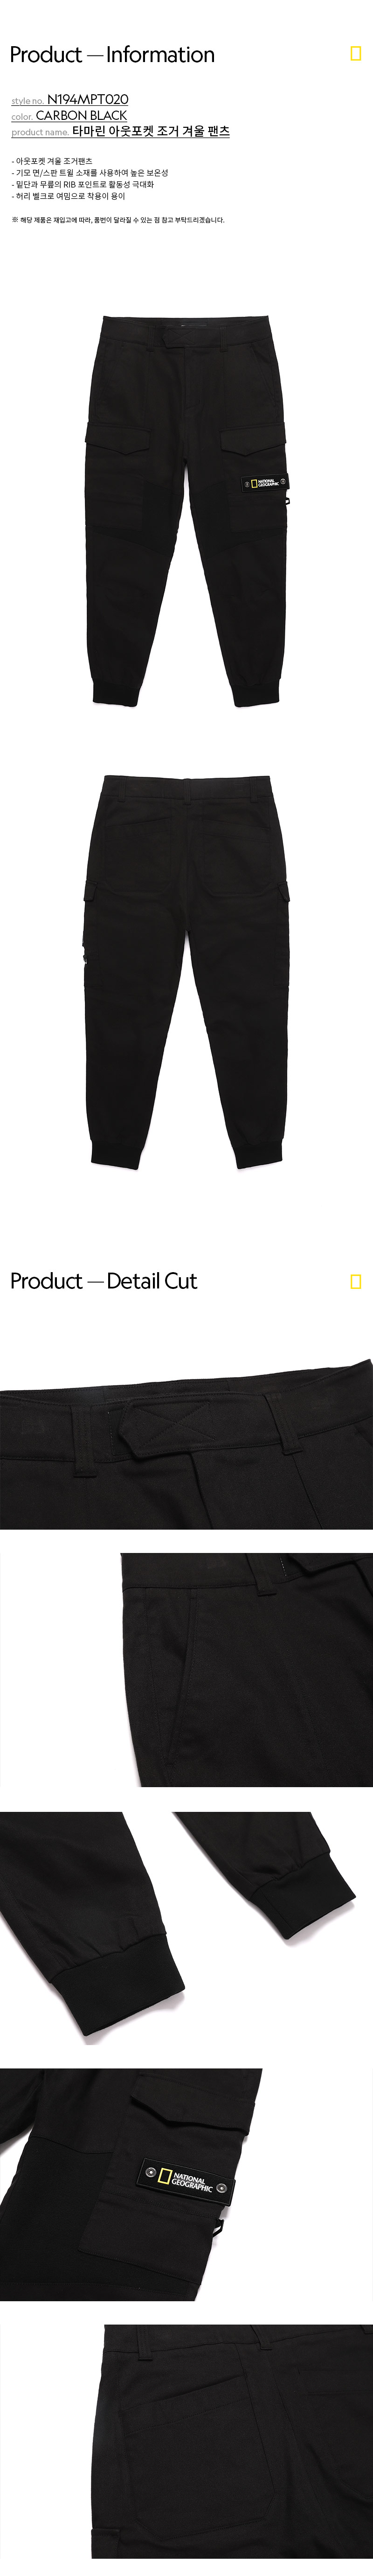 Product — Information
style no. N194MPT020
color. CARBON BLACK
product name. 타마린 아웃포켓 조거 겨울 팬츠
- 아웃포켓 겨울 조거팬츠
- 기모 면/스판 트윌 소재를 사용하여 높은 보온성
- 밑단과 무릎의 RIB 포인트로 활동성 극대화
- 허리 벨크로 여밈으로 착용이 용이
※ 해당 제품은 재입고에 따라, 품번이 달라질 수 있는 점 참고 부탁드리겠습니다.
NATIONAL
GEOGRAPHIC
Product — Detail Cut
NATIONAL
GEOGRAPHIC